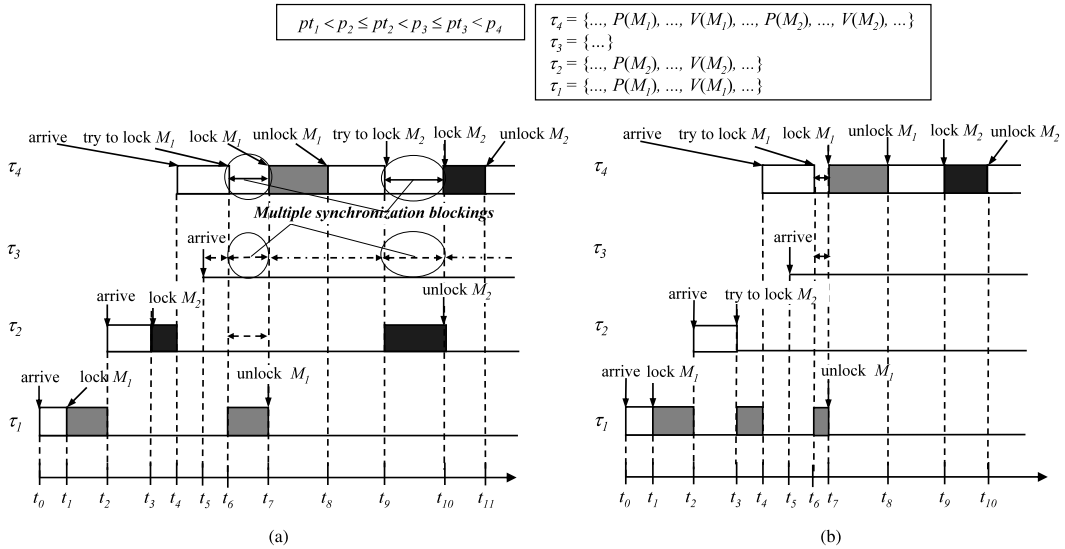 pt₁ < p₂ ≤ pt₂ < p₃ ≤ pt₃ < p₄
τ₄ = {..., P(M₁), ..., V(M₁), ..., P(M₂), ..., V(M₂), ...}
τ₃ = {...}
τ₂ = {..., P(M₂), ..., V(M₂), ...}
τ₁ = {..., P(M₁), ..., V(M₁), ...}
arrive try to lock M₁ lock M₁ unlock M₁ try to lock M₂ lock M₂ unlock M₂
τ₄
Multiple synchronization blockings
arrive
τ₃
unlock M₂
arrive lock M₂
τ₂
arrive lock M₁ unlock M₁
τ₁
t₀ t₁ t₂ t₃ t₄ t₅ t₆ t₇ t₈ t₉ t₁₀ t₁₁
(a)
arrive try to lock M₁ lock M₁ unlock M₁ lock M₂ unlock M₂
τ₄
arrive
τ₃
arrive try to lock M₂
τ₂
arrive lock M₁ unlock M₁
τ₁
t₀ t₁ t₂ t₃ t₄ t₅ t₆ t₇ t₈ t₉ t₁₀
(b)